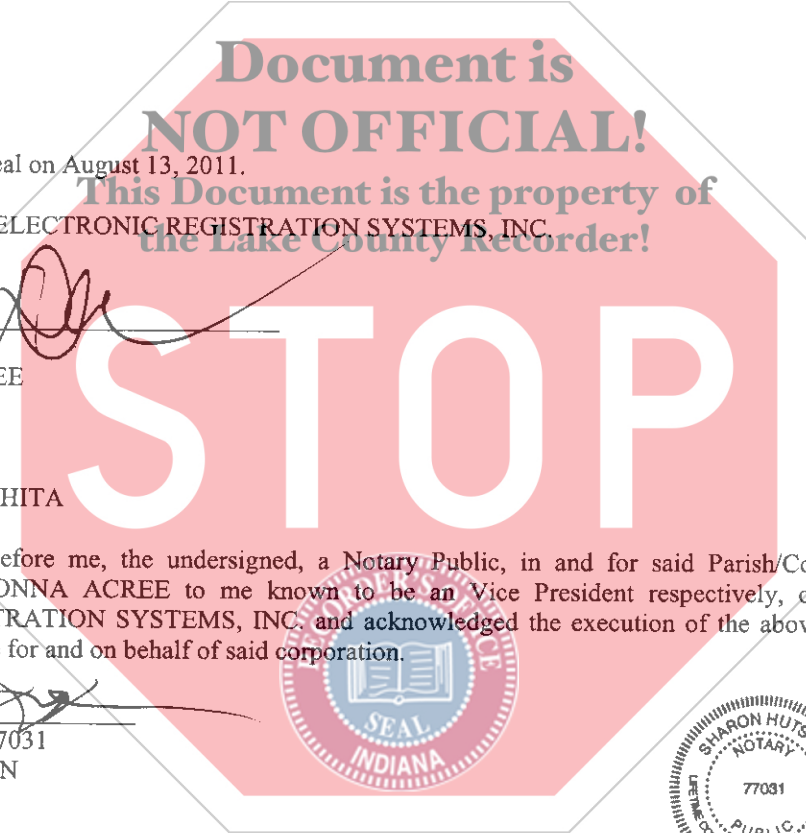 Document is
NOT OFFICIAL!
eal on August 13, 2011.
This Document is the property of
ELECTRONIC REGISTRATION SYSTEMS, INC.
the Lake County Recorder!
EE
STOP
HITA
efore me, the undersigned, a Notary Public, in and for said Parish/Co
ONNA ACREE to me known to be an Vice President respectively, o
TRATION SYSTEMS, INC. and acknowledged the execution of the abov
for and on behalf of said corporation.
RECORDER'S OFFICE
SEAL
INDIANA
7031
N
SHARON HUTS
NOTARY
77031
LIFETIME CO
PUBLIC